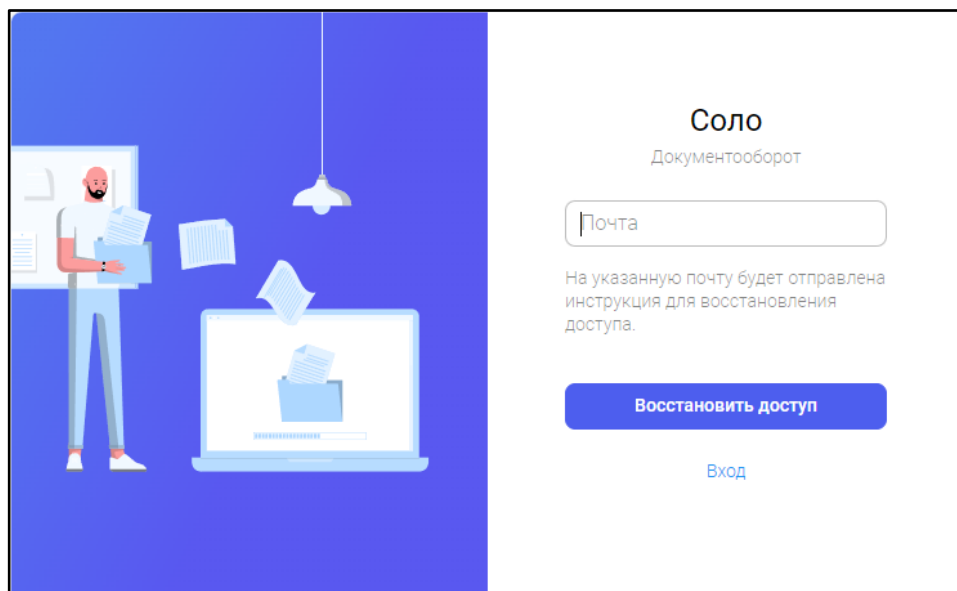 Соло
Документооборот
Почта
На указанную почту будет отправлена
инструкция для восстановления
доступа.
Восстановить доступ
Вход